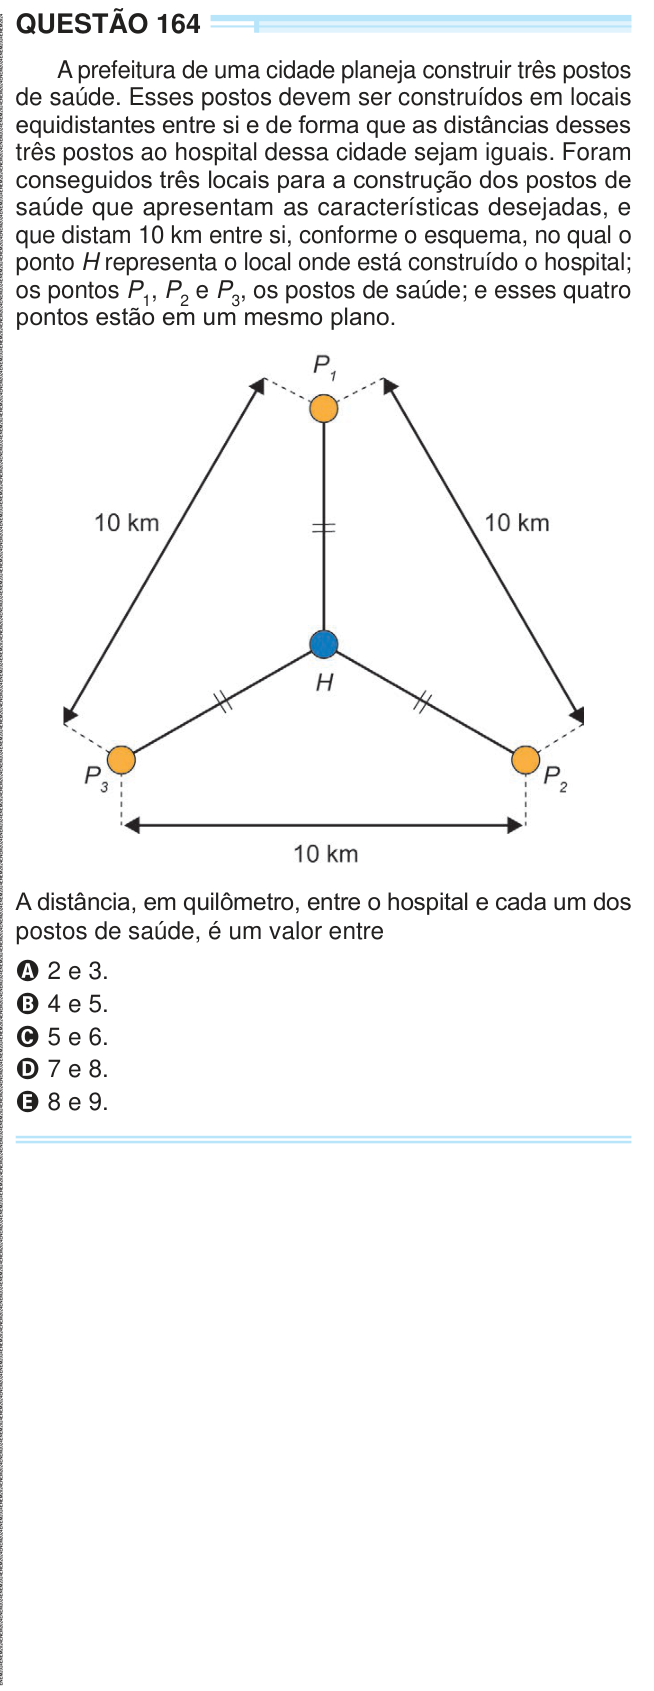 QUESTÃO 164
A prefeitura de uma cidade planeja construir três postos
de saúde. Esses postos devem ser construídos em locais
equidistantes entre si e de forma que as distâncias desses
três postos ao hospital dessa cidade sejam iguais. Foram
conseguidos três locais para a construção dos postos de
saúde que apresentam as características desejadas, e
que distam 10 km entre si, conforme o esquema, no qual o
ponto H representa o local onde está construído o hospital;
os pontos P1, P2 e P3, os postos de saúde; e esses quatro
pontos estão em um mesmo plano.
P1
10 km
10 km
H
P3
P2
10 km
A distância, em quilômetro, entre o hospital e cada um dos
postos de saúde, é um valor entre
A 2 e 3.
B 4 e 5.
C 5 e 6.
D 7 e 8.
E 8 e 9.